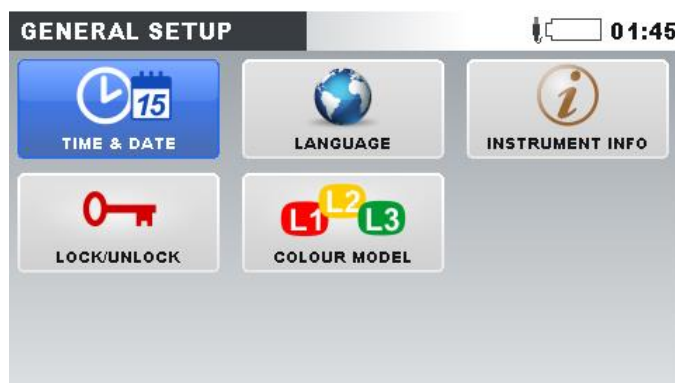 GENERAL SETUP 01:45
15
TIME & DATE LANGUAGE INSTRUMENT INFO
L1 L2 L3
LOCK/UNLOCK COLOUR MODEL